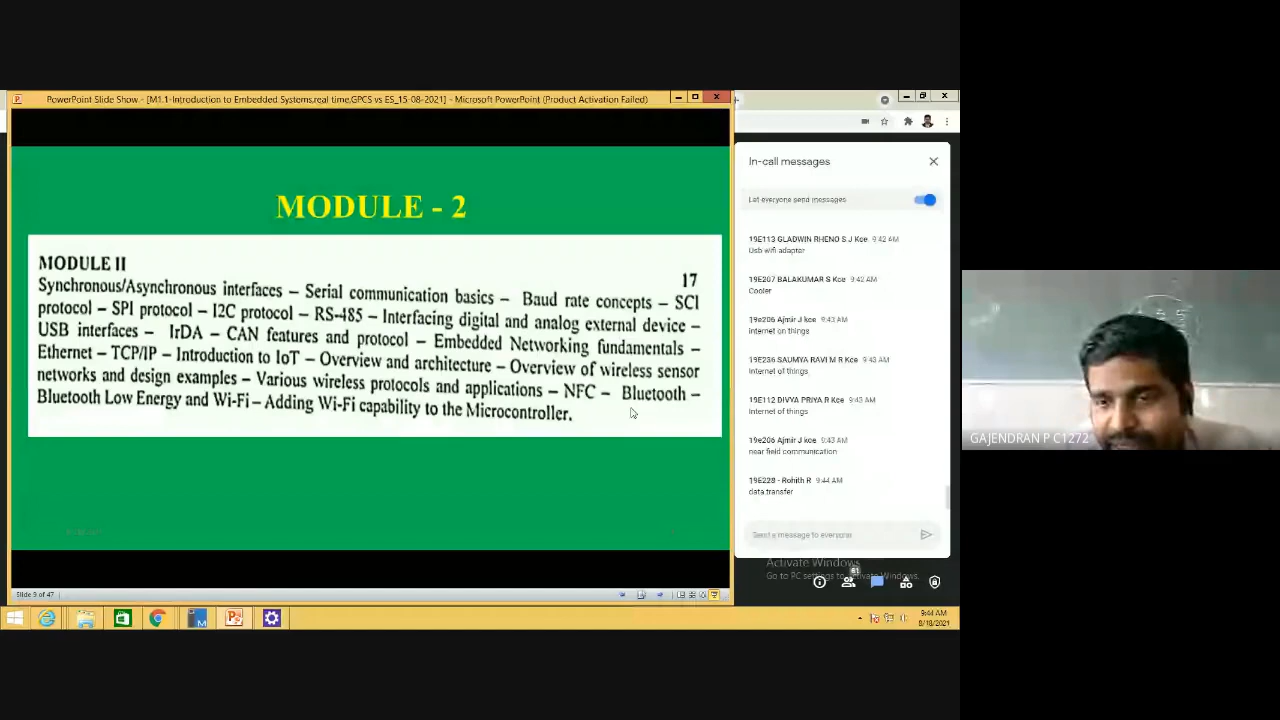 PowerPoint Slide Show - [M1.1-Introduction to Embedded Systems,real time,GPCS vs ES_15-08-2021] - Microsoft PowerPoint (Product Activation Failed)
MODULE - 2
MODULE II
17
Synchronous/Asynchronous interfaces – Serial communication basics – Baud rate concepts – SCI
protocol – SPI protocol – I2C protocol – RS-485 – Interfacing digital and analog external device –
USB interfaces – IrDA – CAN features and protocol – Embedded Networking fundamentals –
Ethernet – TCP/IP – Introduction to IoT – Overview and architecture – Overview of wireless sensor
networks and design examples – Various wireless protocols and applications – NFC – Bluetooth –
Bluetooth Low Energy and Wi-Fi – Adding Wi-Fi capability to the Microcontroller.
Slide 9 of 47
In-call messages
Let everyone send messages
19E113 GLADWIN RHENO S J Kce 9:42 AM
Usb wifi adapter
19E207 BALAKUMAR S Kce 9:42 AM
Cooler
19e206 Ajmir J kce 9:43 AM
internet on things
19E236 SAUMYA RAVI M R Kce 9:43 AM
Internet of things
19E112 DIVYA PRIYA R Kce 9:43 AM
Internet of things
19e206 Ajmir J kce 9:43 AM
near field communication
19E228 - Rohith R 9:44 AM
data transfer
Send a message to everyone
Activate Windows
Go to PC settings to activate Windows.
61
9:44 AM
8/18/2021
GAJENDRAN P C1272